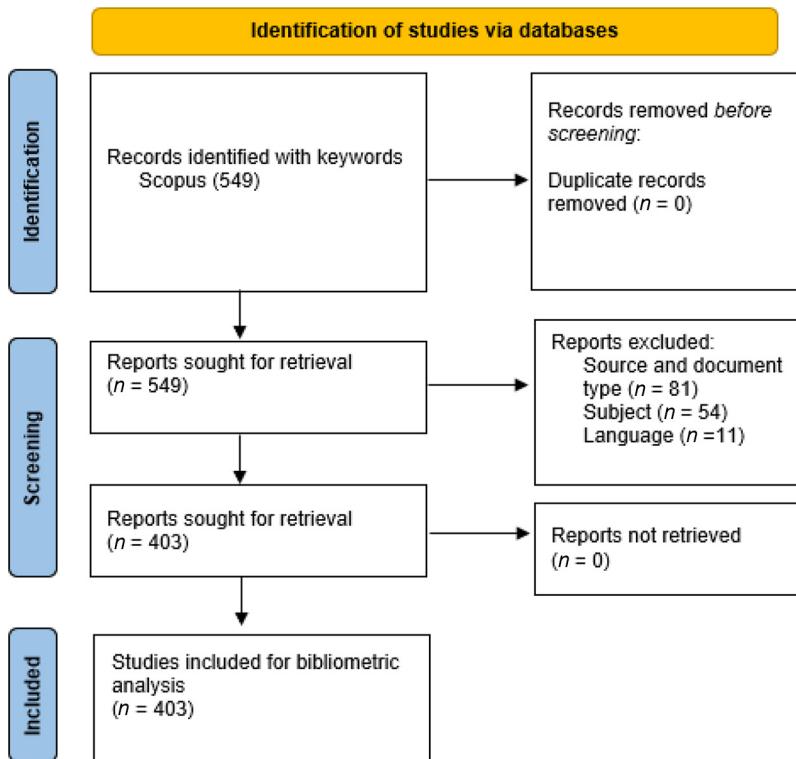 Identification of studies via databases
Identification
Records identified with keywords
Scopus (549)
Records removed before
screening:
Duplicate records
removed (n = 0)
Screening
Reports sought for retrieval
(n = 549)
Reports excluded:
Source and document
type (n = 81)
Subject (n = 54)
Language (n =11)
Reports sought for retrieval
(n = 403)
Reports not retrieved
(n = 0)
Included
Studies included for bibliometric
analysis
(n = 403)